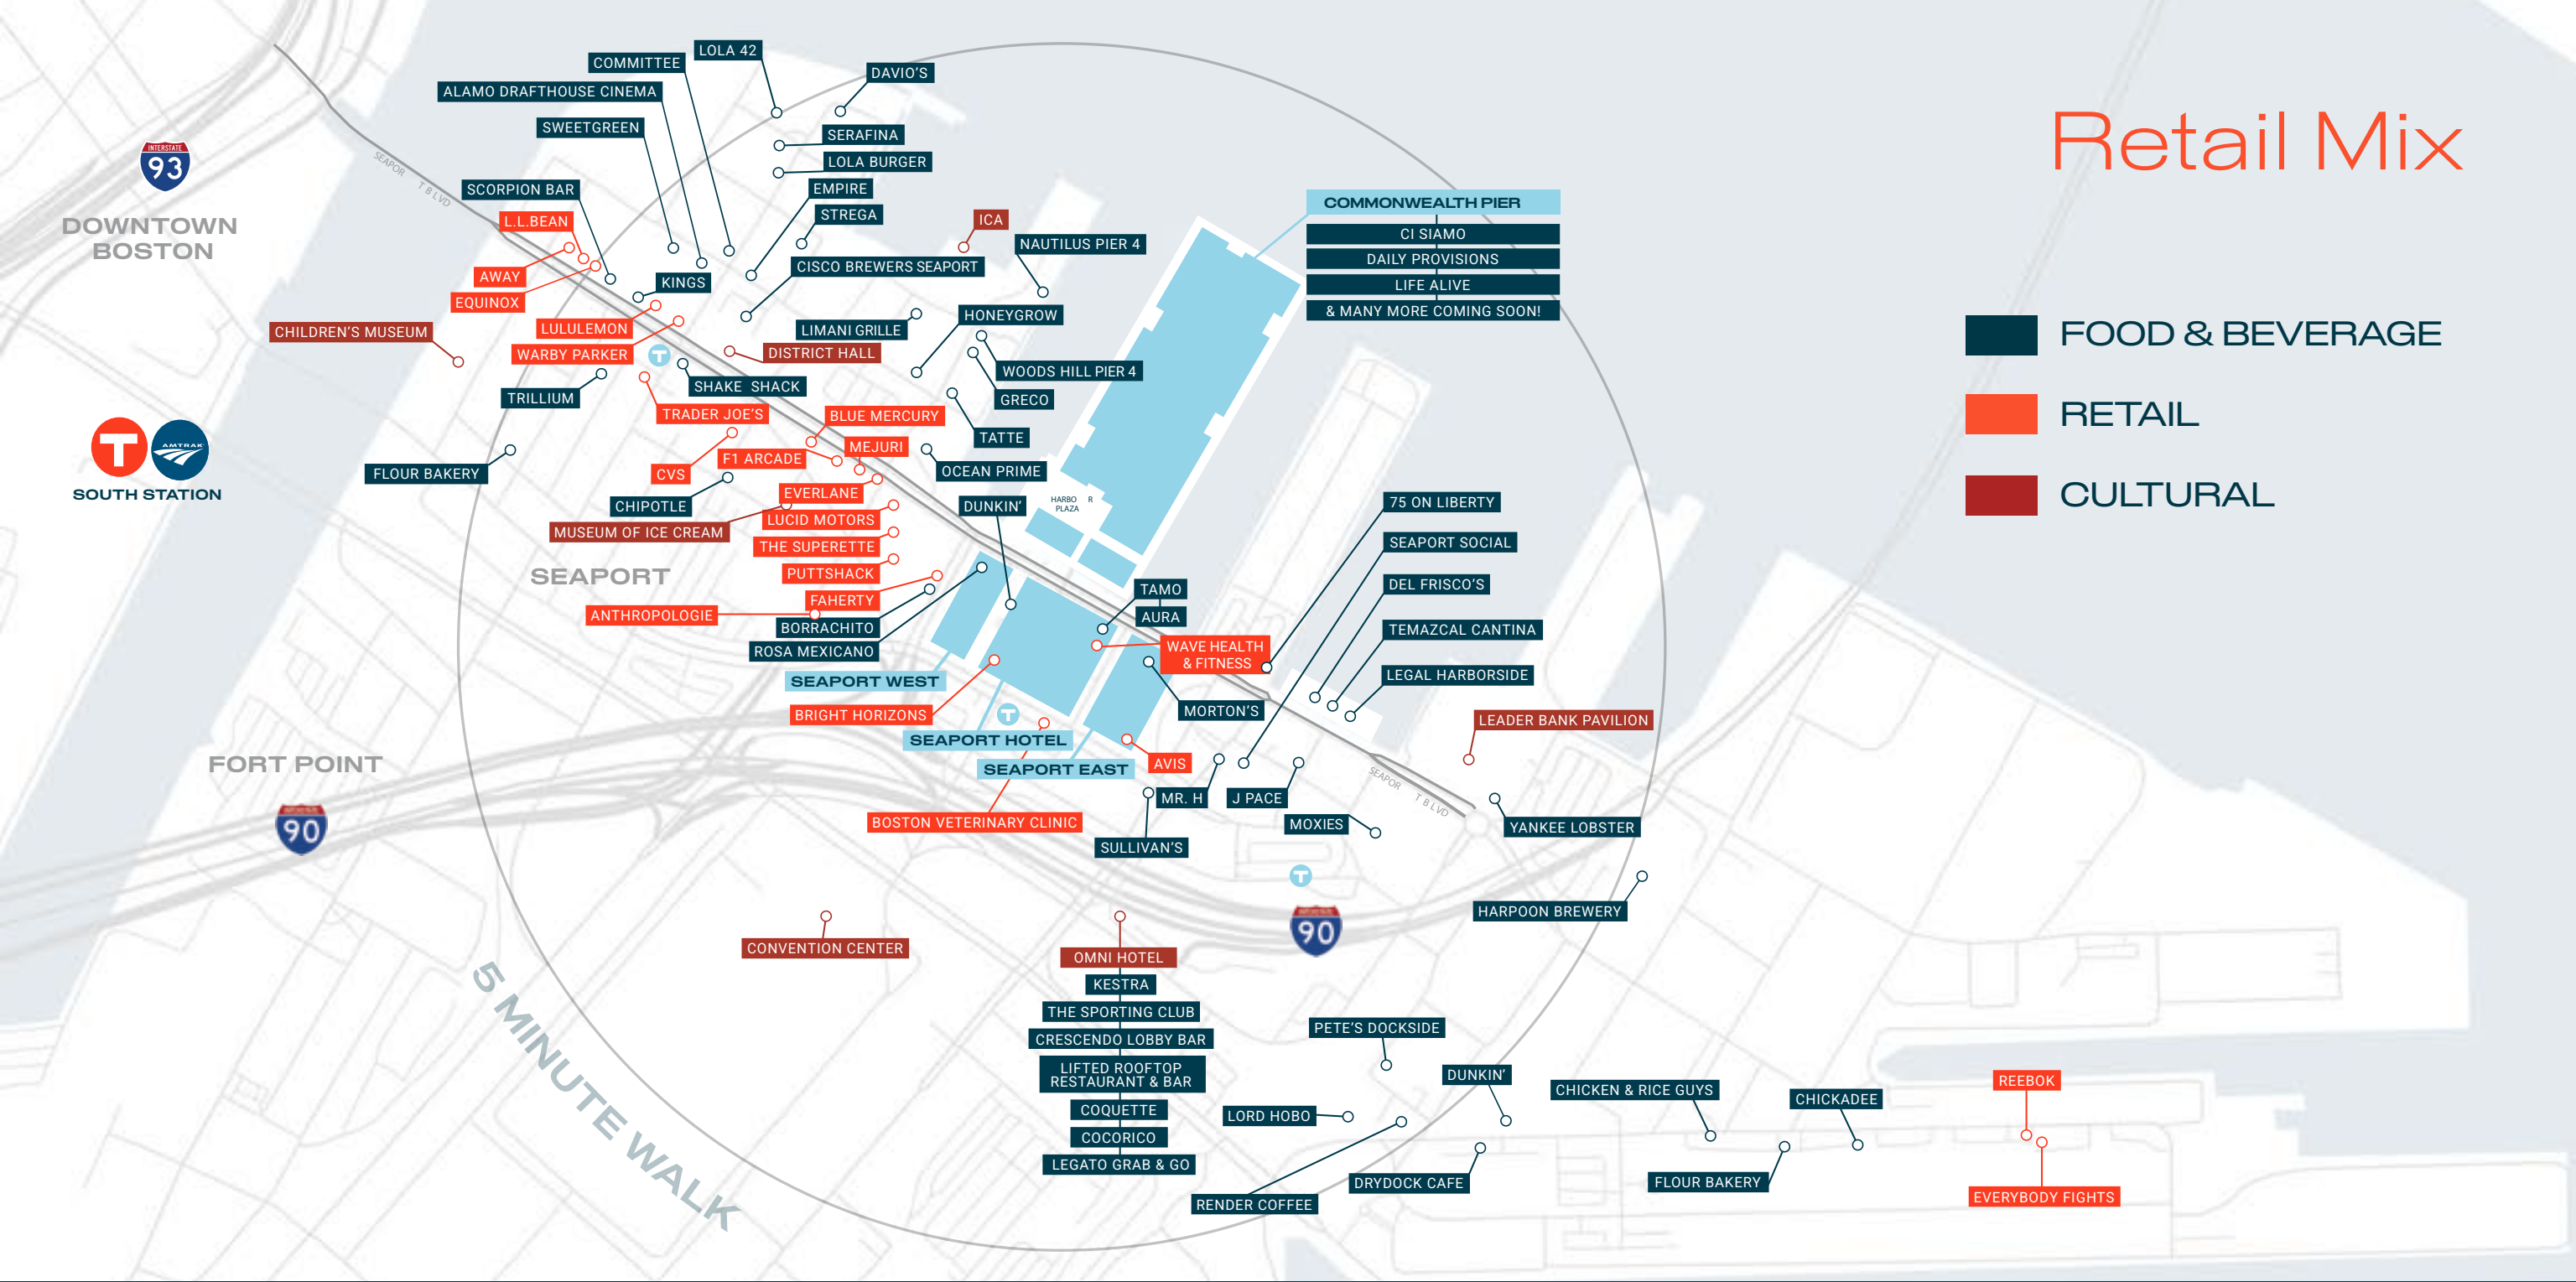 Retail Mix
FOOD & BEVERAGE
RETAIL
CULTURAL
INTERSTATE
93
DOWNTOWN
BOSTON
T
AMTRAK
SOUTH STATION
SEAPOR T BLVD
LOLA 42
COMMITTEE
DAVIO'S
ALAMO DRAFTHOUSE CINEMA
SWEETGREEN
SERAFINA
LOLA BURGER
SCORPION BAR
EMPIRE
L.L.BEAN
STREGA
ICA
NAUTILUS PIER 4
AWAY
KINGS
CISCO BREWERS SEAPORT
EQUINOX
CHILDREN'S MUSEUM
LULULEMON
LIMANI GRILLE
HONEYGROW
WARBY PARKER
T
DISTRICT HALL
WOODS HILL PIER 4
SHAKE SHACK
TRILLIUM
GRECO
TRADER JOE'S
BLUE MERCURY
TATTE
MEJURI
F1 ARCADE
FLOUR BAKERY
CVS
OCEAN PRIME
CHIPOTLE
EVERLANE
DUNKIN'
MUSEUM OF ICE CREAM
LUCID MOTORS
THE SUPERETTE
PUTTSHACK
SEAPORT
FAHERTY
ANTHROPOLOGIE
BORRACHITO
ROSA MEXICANO
COMMONWEALTH PIER
CI SIAMO
DAILY PROVISIONS
LIFE ALIVE
& MANY MORE COMING SOON!
HARBO R
PLAZA
75 ON LIBERTY
SEAPORT SOCIAL
DEL FRISCO'S
TEMAZCAL CANTINA
LEGAL HARBORSIDE
TAMO
AURA
WAVE HEALTH
& FITNESS
SEAPORT WEST
BRIGHT HORIZONS
MORTON'S
T
SEAPORT HOTEL
SEAPORT EAST
AVIS
LEADER BANK PAVILION
SEAPOR T BLVD
MR. H
J PACE
BOSTON VETERINARY CLINIC
MOXIES
YANKEE LOBSTER
SULLIVAN'S
FORT POINT
90
T
90
HARPOON BREWERY
CONVENTION CENTER
OMNI HOTEL
KESTRA
THE SPORTING CLUB
CRESCENDO LOBBY BAR
LIFTED ROOFTOP
RESTAURANT & BAR
COQUETTE
COCORICO
LEGATO GRAB & GO
5 MINUTE WALK
PETE'S DOCKSIDE
DUNKIN'
LORD HOBO
CHICKEN & RICE GUYS
CHICKADEE
REEBOK
DRYDOCK CAFE
FLOUR BAKERY
RENDER COFFEE
EVERYBODY FIGHTS